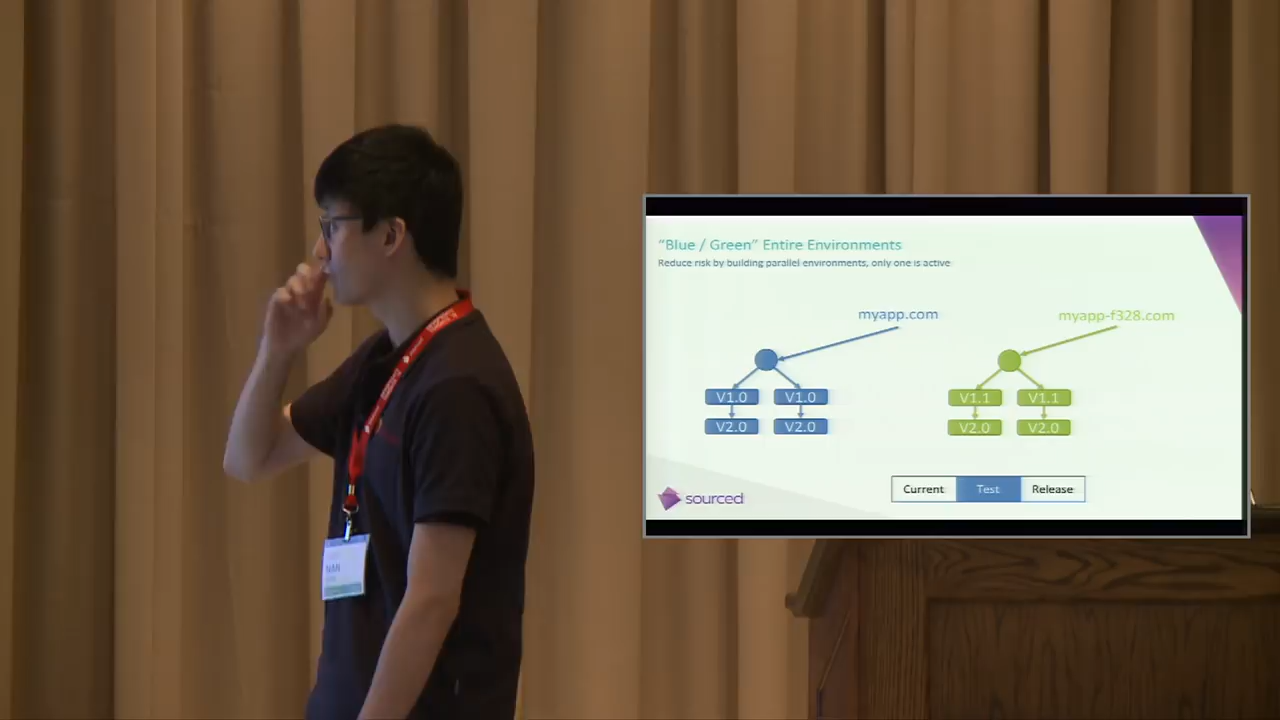 "Blue / Green" Entire Environments
Reduce risk by building parallel environments, only one is active
myapp.com
myapp-f328.com
V1.0 V1.0
V2.0 V2.0
V1.1 V1.1
V2.0 V2.0
Current Test Release
sourced